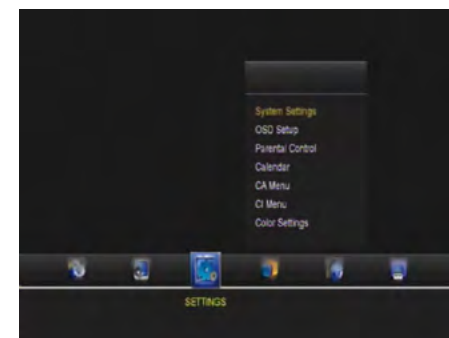 System Settings
OSD Setup
Parental Control
Calendar
CA Menu
CI Menu
Color Settings
SETTINGS